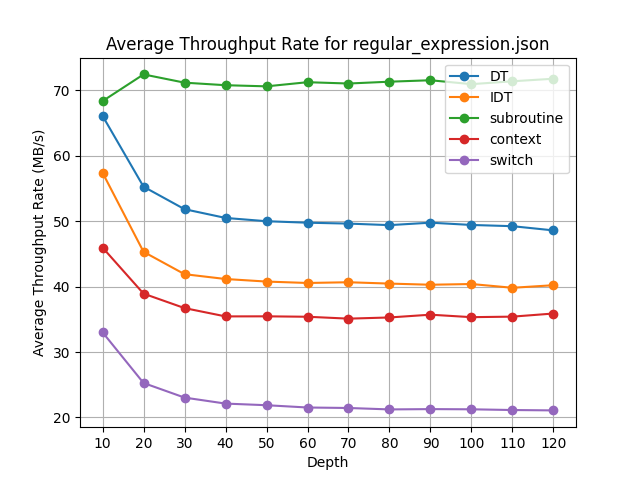 Average Throughput Rate for regular_expression.json
DT
IDT
subroutine
context
switch
Average Throughput Rate (MB/s)
70
60
50
40
30
20
10 20 30 40 50 60 70 80 90 100 110 120
Depth